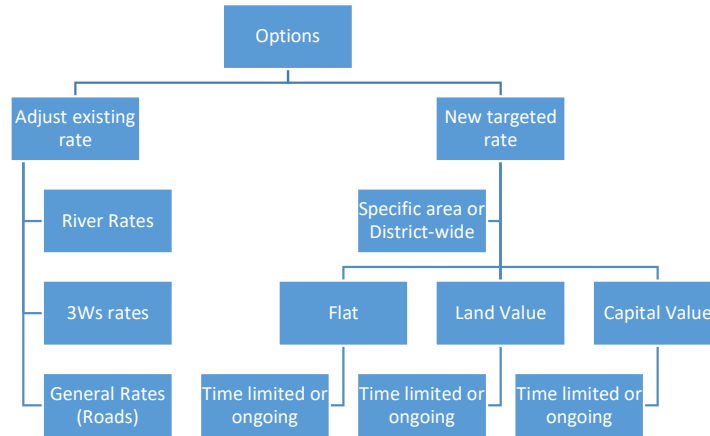 Options
Adjust existing
rate
New targeted
rate
River Rates
Specific area or
District-wide
3Ws rates
Flat
Land Value
Capital Value
General Rates
(Roads)
Time limited or
ongoing
Time limited or
ongoing
Time limited or
ongoing